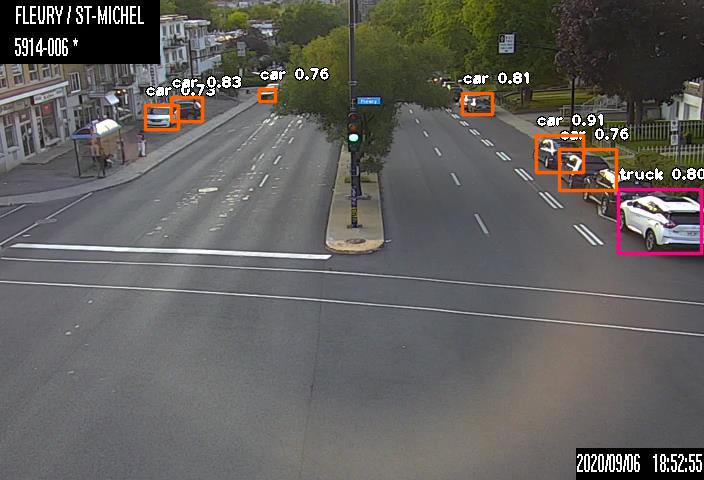 FLEURY / ST-MICHEL
5914-006 *
car 0.73
car 0.83
car 0.76
car 0.81
car 0.91
car 0.76
truck 0.80
Fleury
2020/09/06 18:52:55